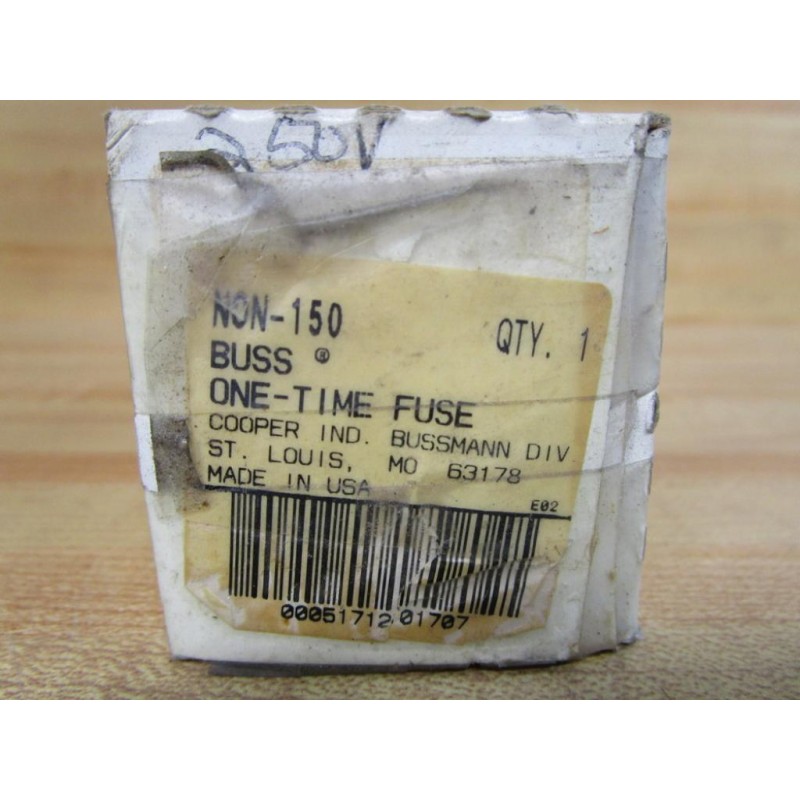 250V
NON-150
QTY. 1
BUSS ®
ONE-TIME FUSE
COOPER IND. BUSSMANN DIV
ST. LOUIS, MO 63178
MADE IN USA
E02
00051712 01707